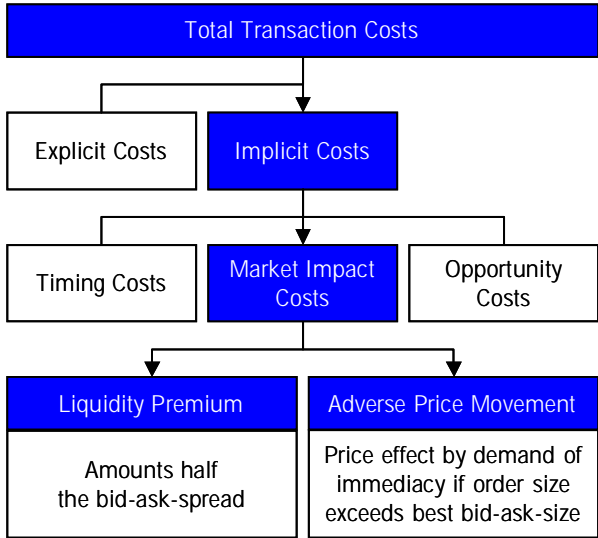 Total Transaction Costs
Explicit Costs
Implicit Costs
Timing Costs
Market Impact
Costs
Opportunity
Costs
Liquidity Premium
Adverse Price Movement
Amounts half
the bid-ask-spread
Price effect by demand of
immediacy if order size
exceeds best bid-ask-size